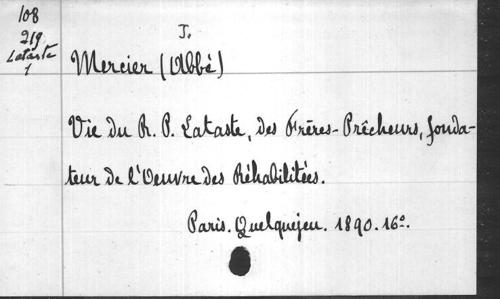 108
219
Lataste
1
J.
Mercier (Abbé)
Vie du R. P. Lataste, des Frères-Prêcheurs, fonda-
teur de l'Oeuvre des Réhabilitées.
Paris. Quelquejeu. 1890. 16º.